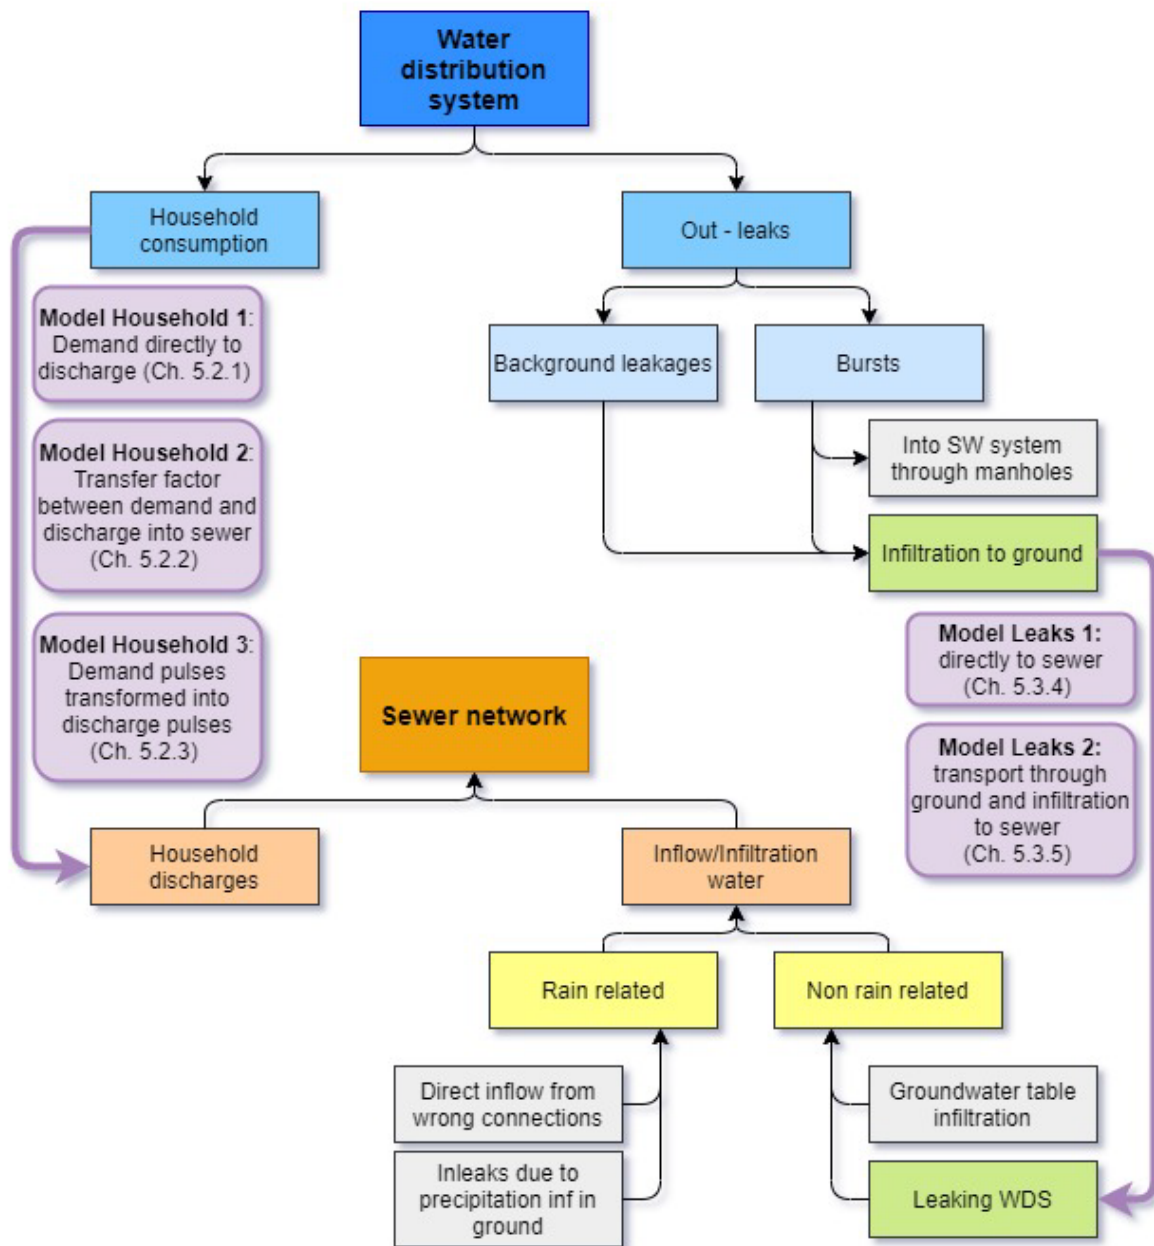 Water
distribution
system
Household
consumption
Out - leaks
Model Household 1:
Demand directly to
discharge (Ch. 5.2.1)
Background leakages
Bursts
Model Household 2:
Transfer factor
between demand and
discharge into sewer
(Ch. 5.2.2)
Into SW system
through manholes
Infiltration to ground
Model Household 3:
Demand pulses
transformed into
discharge pulses
(Ch. 5.2.3)
Model Leaks 1:
directly to sewer
(Ch. 5.3.4)
Sewer network
Model Leaks 2:
transport through
ground and infiltration
to sewer
(Ch. 5.3.5)
Household
discharges
Inflow/Infiltration
water
Rain related
Non rain related
Direct inflow from
wrong connections
Groundwater table
infiltration
Inleaks due to
precipitation inf in
ground
Leaking WDS